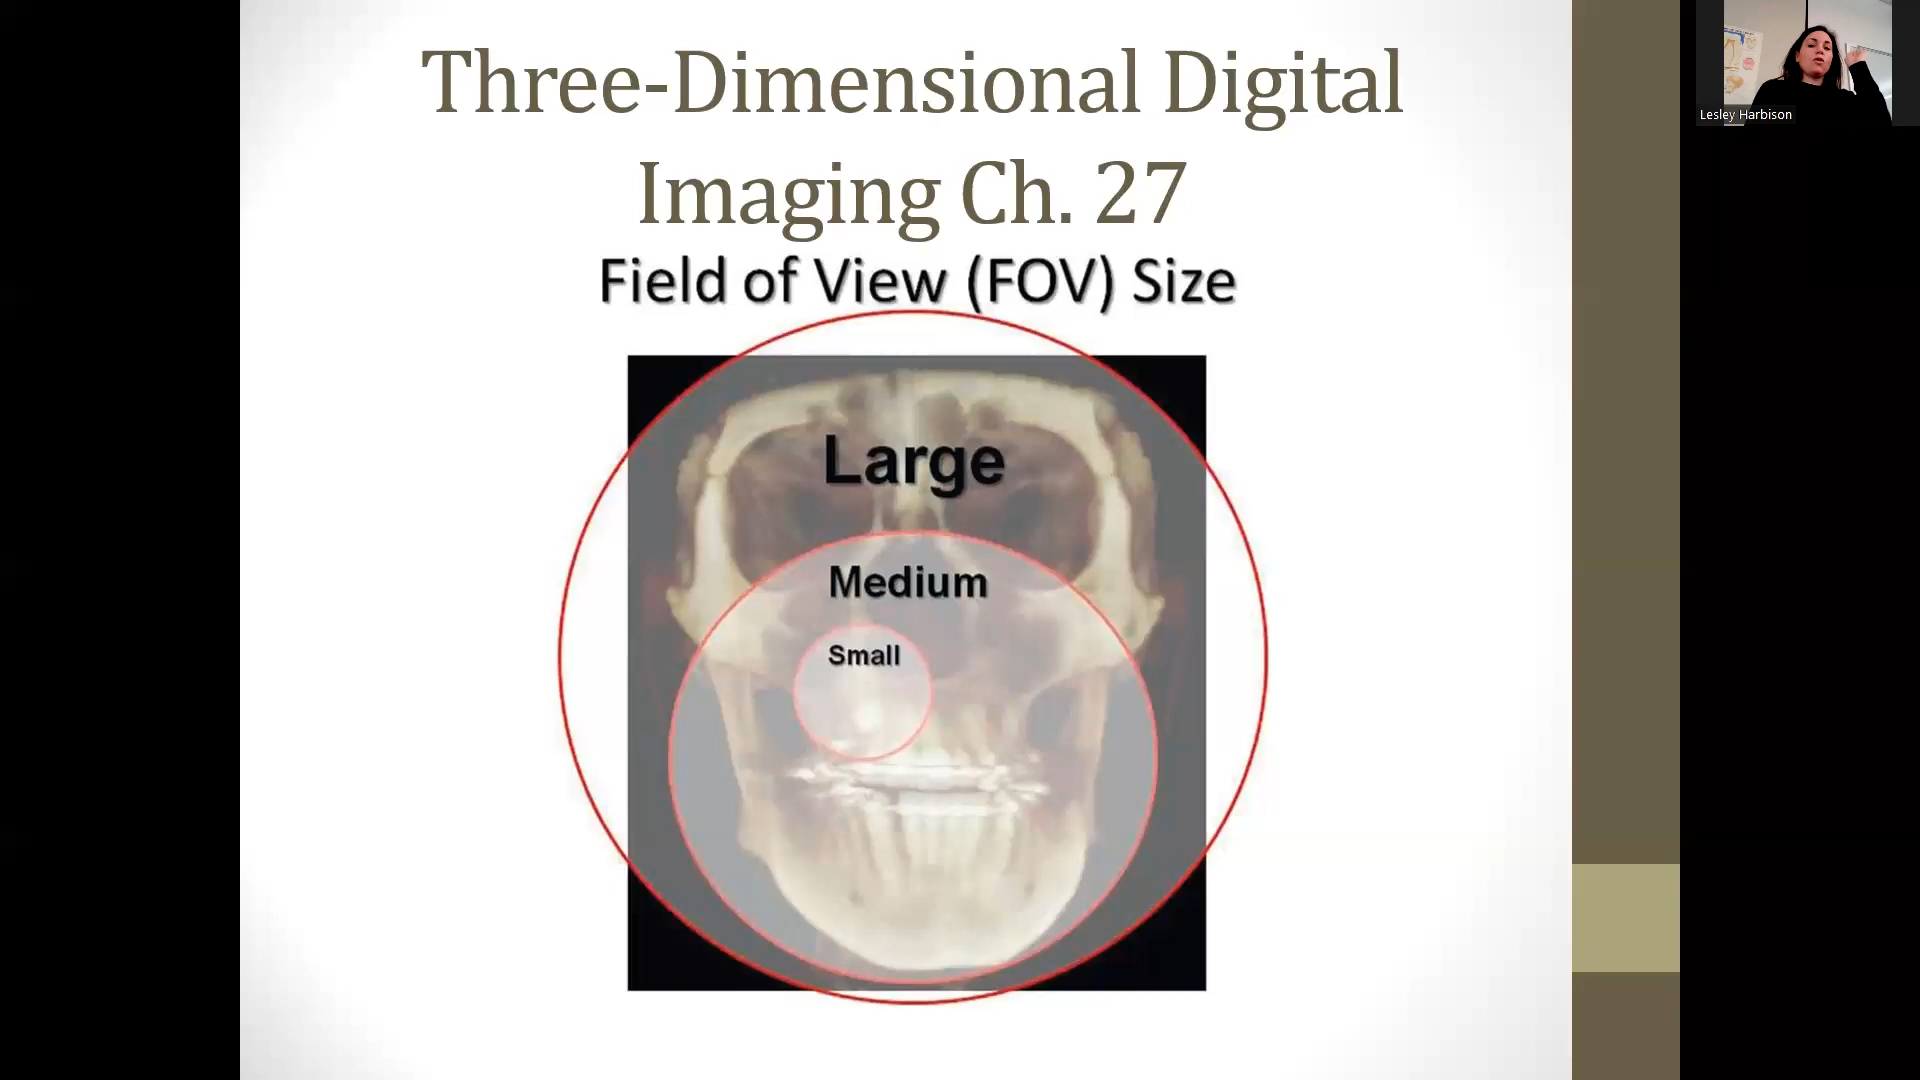 Three-Dimensional Digital
Imaging Ch. 27
Field of View (FOV) Size
Large
Medium
Small
Lesley Harbison